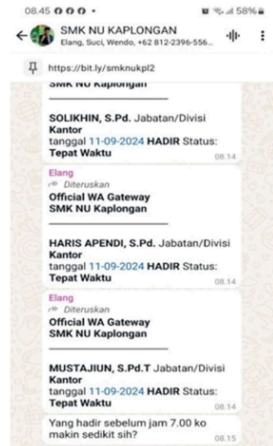 08.45
58%
SMK NU KAPLONGAN
Elang, Suci, Wendo, +62 812-2396-556...
https://bit.ly/smknukpl2
SMK NU Kaplongan
SOLIKHIN, S.Pd. Jabatan/Divisi
Kantor
tanggal 11-09-2024 HADIR Status:
Tepat Waktu
08.14
Elang
Diteruskan
Official WA Gateway
SMK NU Kaplongan
HARIS APENDI, S.Pd. Jabatan/Divisi
Kantor
tanggal 11-09-2024 HADIR Status:
Tepat Waktu
08.14
Elang
Diteruskan
Official WA Gateway
SMK NU Kaplongan
MUSTAJIUN, S.Pd.T Jabatan/Divisi
Kantor
tanggal 11-09-2024 HADIR Status:
Tepat Waktu
08.14
Yang hadir sebelum jam 7.00 ko
makin sedikit sih?
08.15